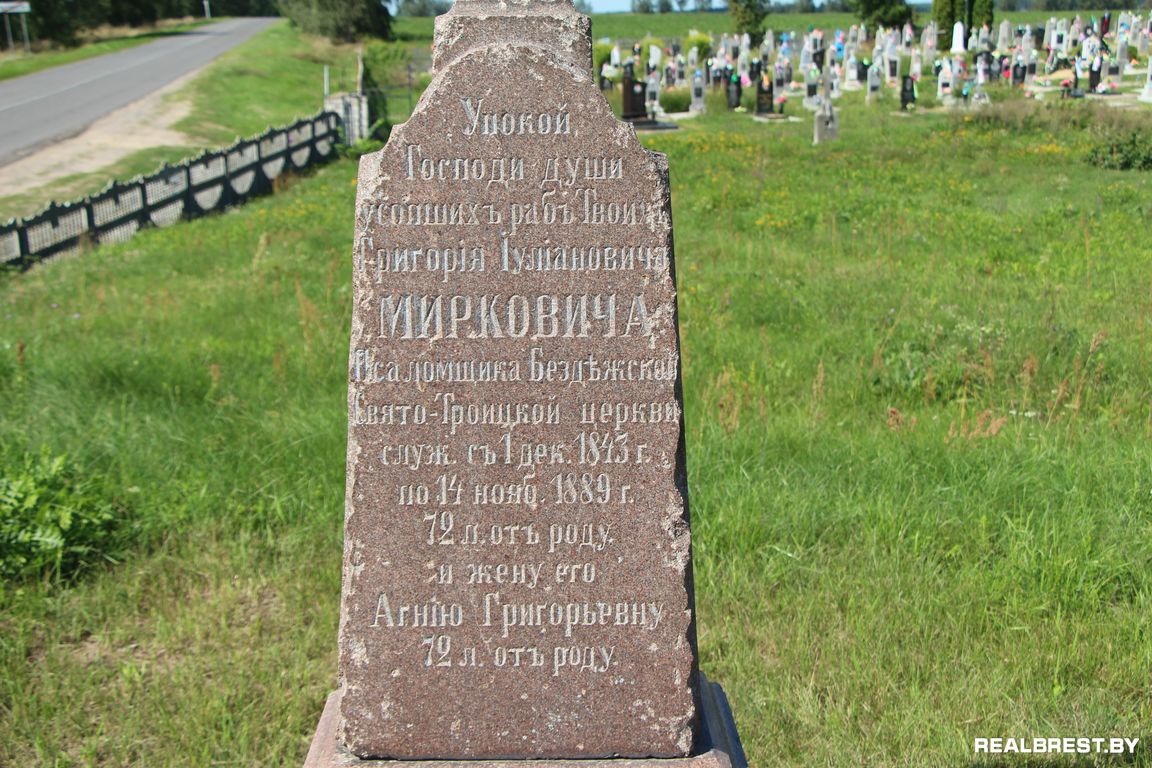 Упокой,
Господи души
усопшихъ рабъ Твоихъ
Григорія Іуліановича
МИРКОВИЧА
Псаломщика Бездѣжской
Свято-Троицкой церкви
служ. съ 1 дек. 1843 г.
по 14 нояб. 1889 г.
72 л. отъ роду.
и жену его
Агнію Григорьевну
72 л. отъ роду.
REALBREST.BY